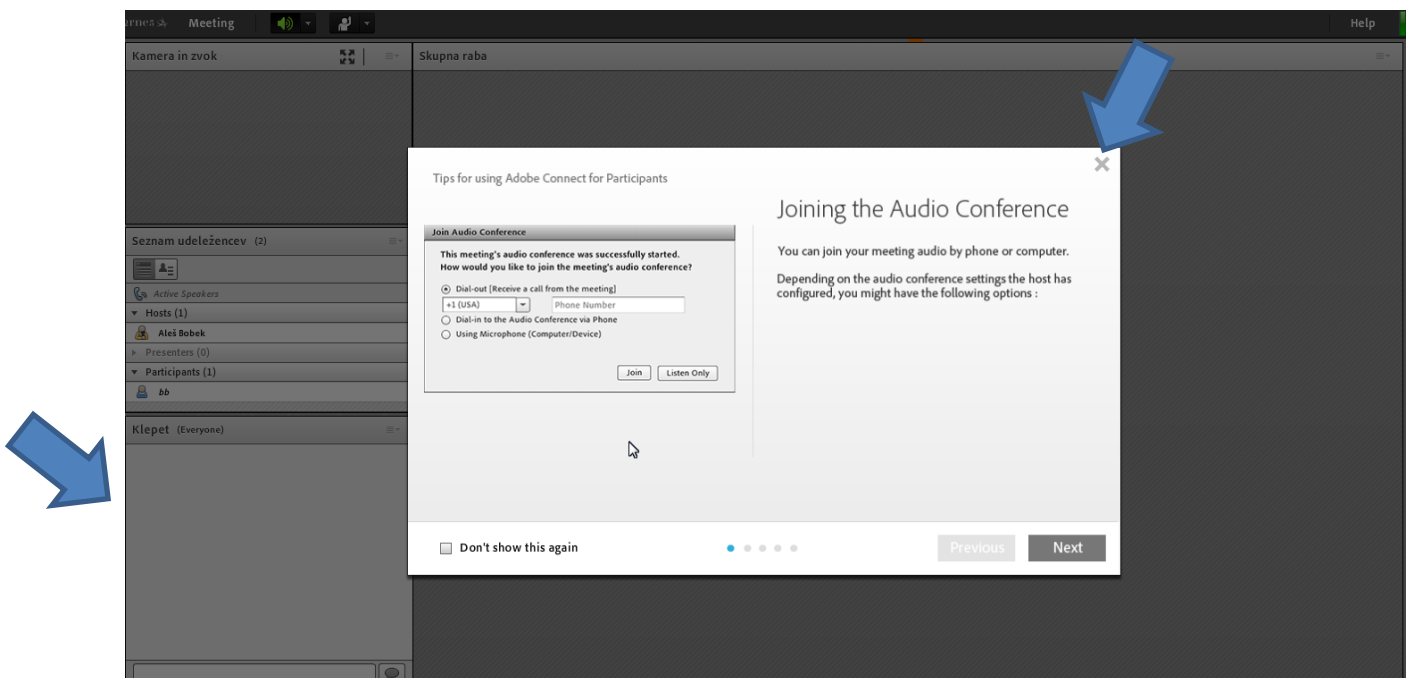 Meeting
Help
Kamera in zvok
Skupna raba
Tips for using Adobe Connect for Participants
Joining the Audio Conference
You can join your meeting audio by phone or computer.
Depending on the audio conference settings the host has
configured, you might have the following options :
Join Audio Conference
This meeting's audio conference was successfully started.
How would you like to join the meeting's audio conference?
Dial-out [Receive a call from the meeting]
+1 (USA)
Phone Number
Dial-in to the Audio Conference via Phone
Using Microphone (Computer/Device)
Join
Listen Only
Seznam udeležencev (2)
Active Speakers
Hosts (1)
Aleš Bobek
Presenters (0)
Participants (1)
bb
Klepet (Everyone)
Don't show this again
Previous
Next